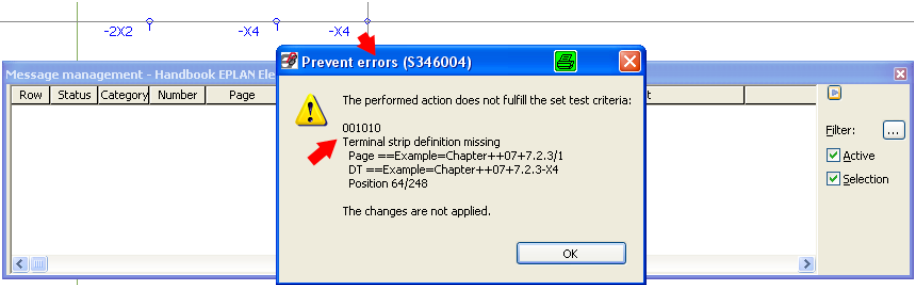 -2X2 -X4 -X4
Prevent errors (S346004)
Message management - Handbook EPLAN Ele
Row Status Category Number Page
Filter: ...
Active
Selection
The performed action does not fulfill the set test criteria:
001010
Terminal strip definition missing
Page ==Example=Chapter++07+7.2.3/1
DT ==Example=Chapter++07+7.2.3-X4
Position 64/248
The changes are not applied.
OK